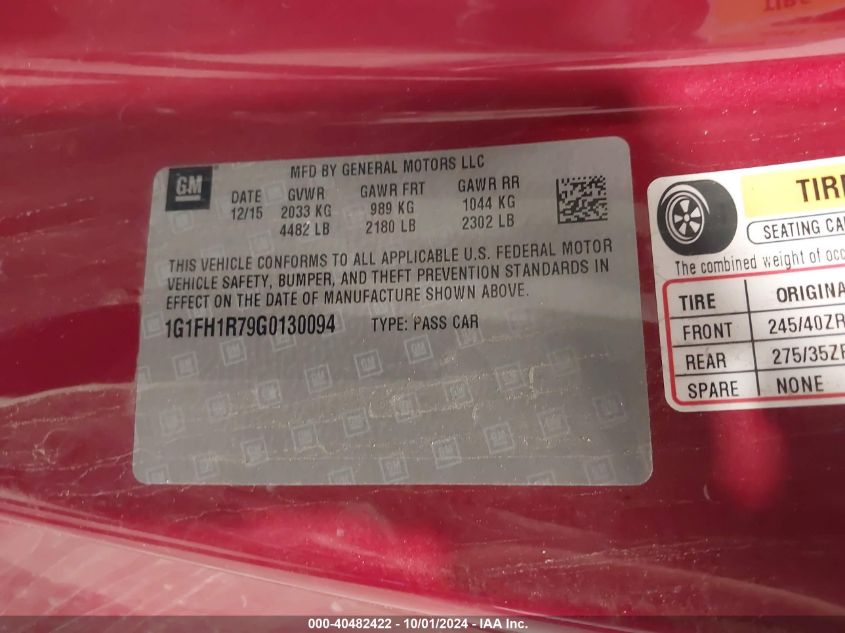 GM
MFD BY GENERAL MOTORS LLC
DATE GVWR GAWR FRT GAWR RR
12/15 2033 KG 989 KG 1044 KG
4482 LB 2180 LB 2302 LB
THIS VEHICLE CONFORMS TO ALL APPLICABLE U.S. FEDERAL MOTOR
VEHICLE SAFETY, BUMPER, AND THEFT PREVENTION STANDARDS IN
EFFECT ON THE DATE OF MANUFACTURE SHOWN ABOVE.
1G1FH1R79G0130094 TYPE: PASS CAR
TIRE
SEATING CA
The combined weight of occ
TIRE ORIGINA
FRONT 245/40ZR
REAR 275/35ZR
SPARE NONE
000-40482422 - 10/01/2024 - IAA Inc.